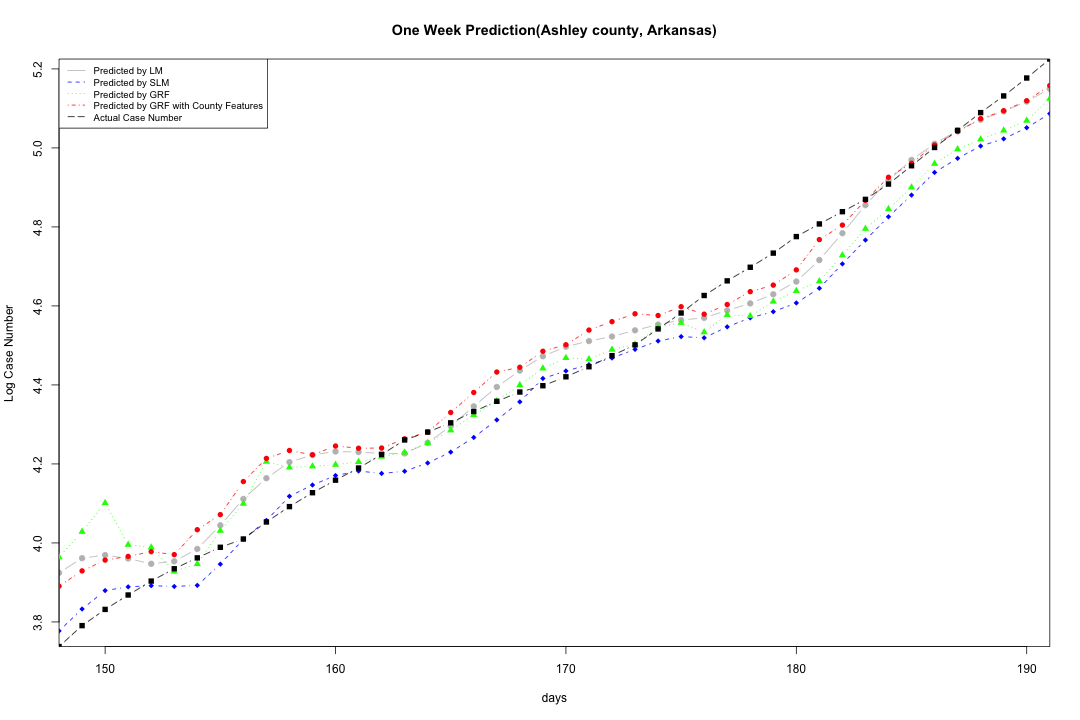 One Week Prediction(Ashley county, Arkansas)
Predicted by LM
Predicted by SLM
Predicted by GRF
Predicted by GRF with County Features
Actual Case Number
Log Case Number
5.2
5.0
4.8
4.6
4.4
4.2
4.0
3.8
150 160 170 180 190
days